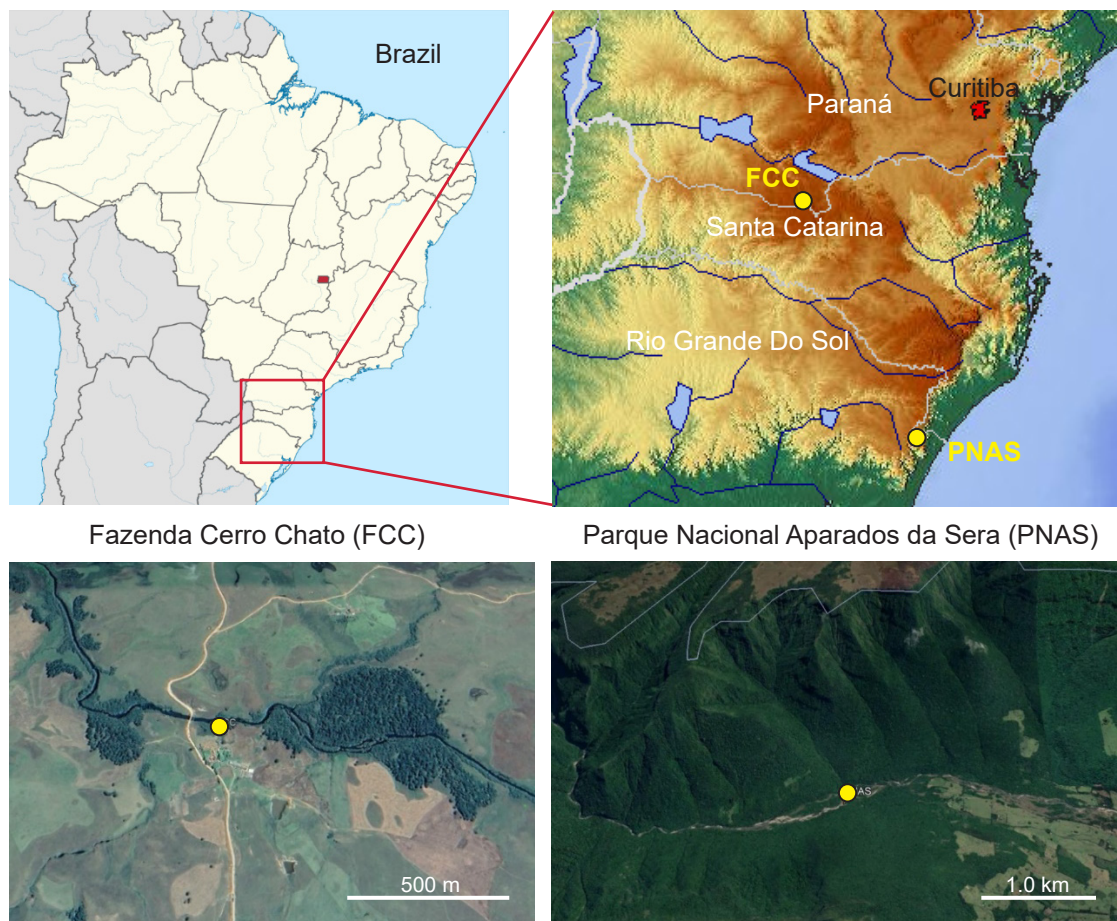 Brazil
Curitiba
Paraná
FCC
Santa Catarina
Rio Grande Do Sol
PNAS
Fazenda Cerro Chato (FCC)
Parque Nacional Aparados da Sera (PNAS)
500 m
1.0 km